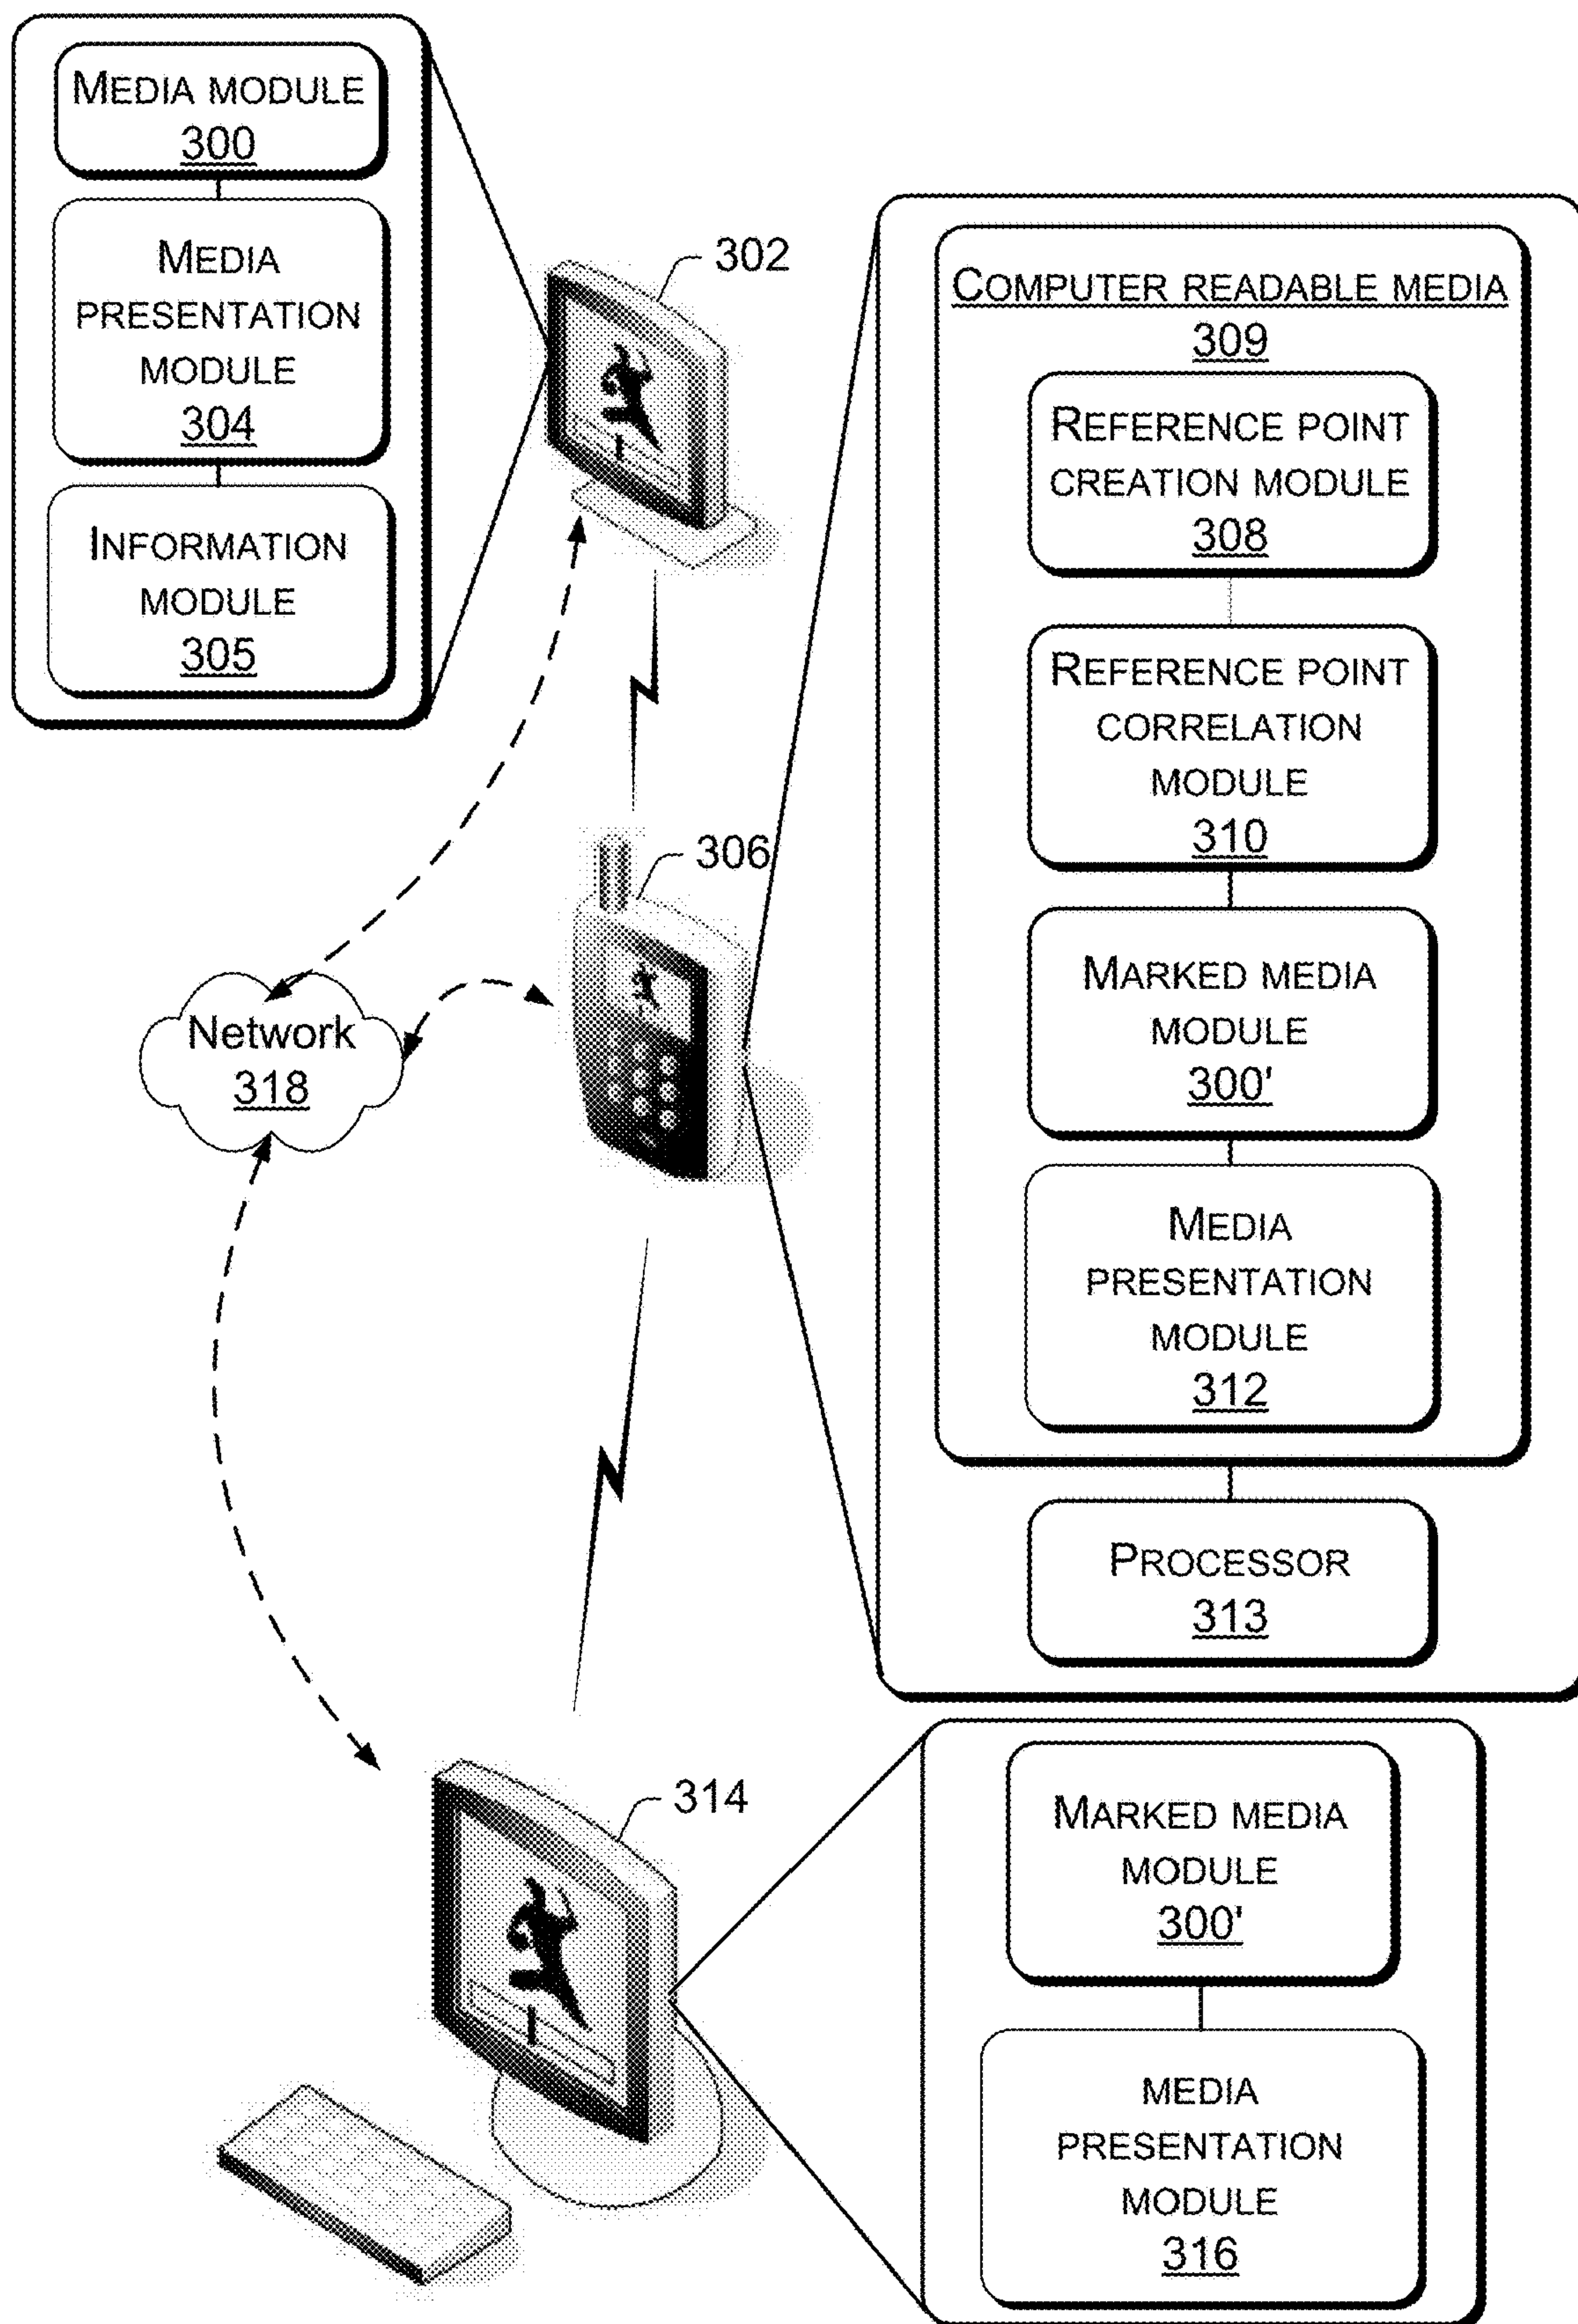 MEDIA MODULE
300
MEDIA
PRESENTATION
MODULE
304
INFORMATION
MODULE
305
302
COMPUTER READABLE MEDIA
309
REFERENCE POINT
CREATION MODULE
308
REFERENCE POINT
CORRELATION
MODULE
310
306
MARKED MEDIA
MODULE
300'
Network
318
MEDIA
PRESENTATION
MODULE
312
PROCESSOR
313
314
MARKED MEDIA
MODULE
300'
MEDIA
PRESENTATION
MODULE
316